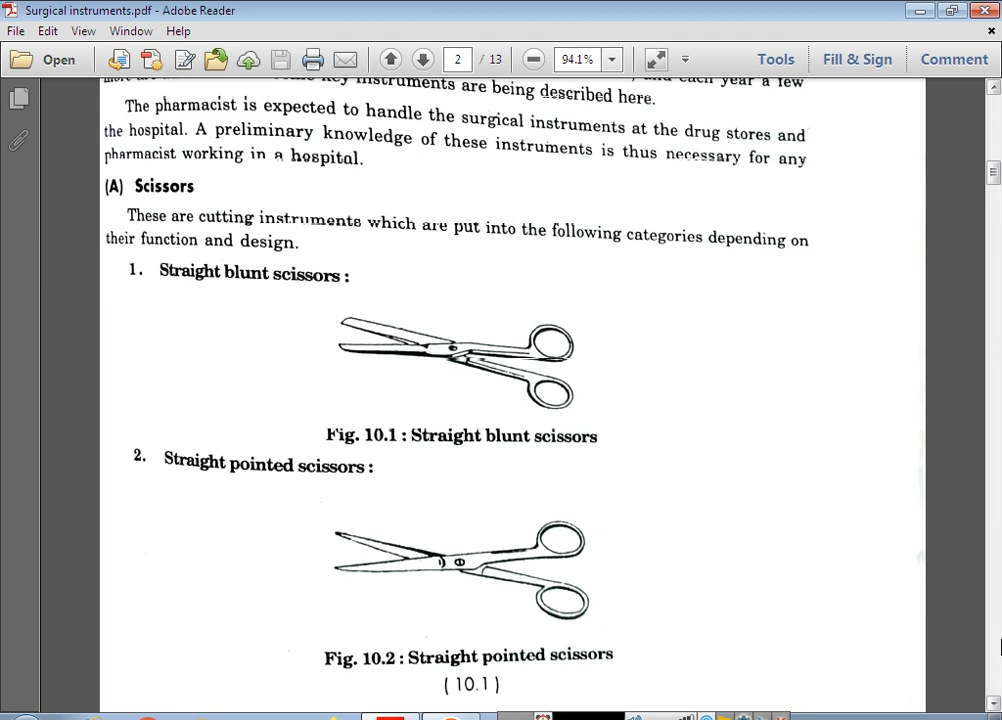 Surgical instruments.pdf - Adobe Reader
File Edit View Window Help
Open 2 / 13 94.1% Tools Fill & Sign Comment
key instruments are being described here. and each year a few
The pharmacist is expected to handle the surgical instruments at the drug stores and
the hospital. A preliminary knowledge of these instruments is thus necessary for any
pharmacist working in a hospital.
(A) Scissors
These are cutting instruments which are put into the following categories depending on
their function and design.
1. Straight blunt scissors :
Fig. 10.1 : Straight blunt scissors
2. Straight pointed scissors :
Fig. 10.2 : Straight pointed scissors
( 10.1 )